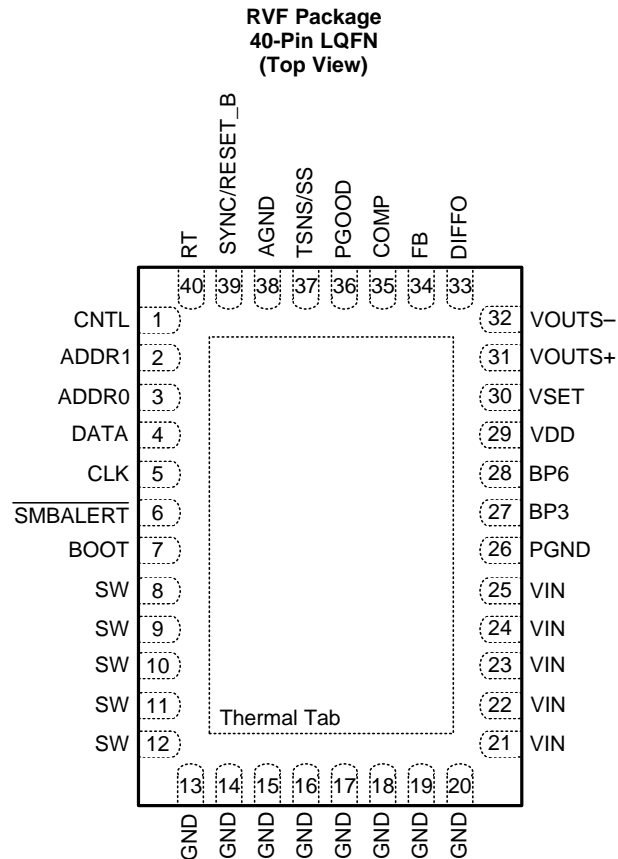 RVF Package
40-Pin LQFN
(Top View)
RT
SYNC/RESET_B
AGND
TSNS/SS
PGOOD
COMP
FB
DIFFO
40
39
38
37
36
35
34
33
CNTL 1
ADDR1 2
ADDR0 3
DATA 4
CLK 5
SMBALERT 6
BOOT 7
SW 8
SW 9
SW 10
SW 11
SW 12
32 VOUTS–
31 VOUTS+
30 VSET
29 VDD
28 BP6
27 BP3
26 PGND
25 VIN
24 VIN
23 VIN
22 VIN
21 VIN
Thermal Tab
13
14
15
16
17
18
19
20
GND
GND
GND
GND
GND
GND
GND
GND